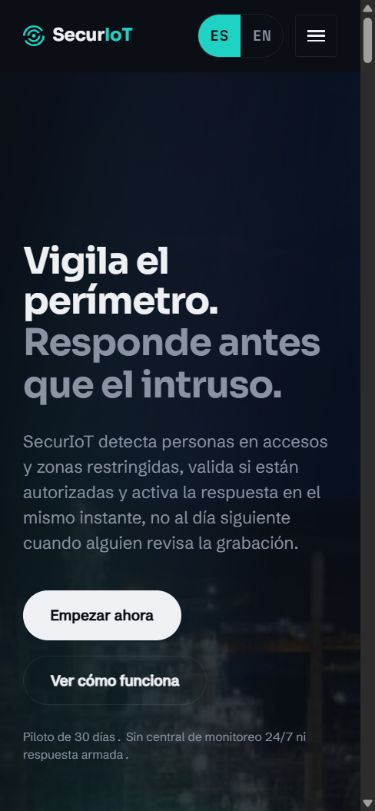 SecurIoT
ES EN
Vigila el
perímetro.
Responde antes
que el intruso.
SecurIoT detecta personas en accesos
y zonas restringidas, valida si están
autorizadas y activa la respuesta en el
mismo instante, no al día siguiente
cuando alguien revisa la grabación.
Empezar ahora
Ver cómo funciona
Piloto de 30 días. Sin central de monitoreo 24/7 ni
respuesta armada.